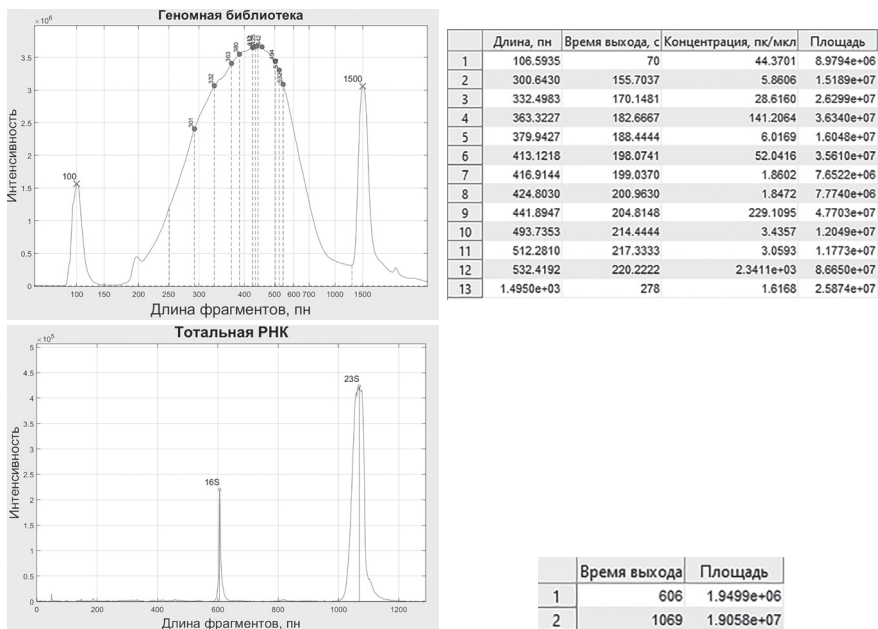 Геномная библиотека
×10⁶
Интенсивность
3.5
3
2.5
2
1.5
1
0.5
0
100
301
332
363
380
494
1500
100 150 200 250 300 400 500 600 700 1000 1500
Длина фрагментов, пн
Длина, пн Время выхода, с Концентрация, пк/мкл Площадь
1 106.5935 70 44.3701 8.9794e+06
2 300.6430 155.7037 5.8606 1.5189e+07
3 332.4983 170.1481 28.6160 2.6299e+07
4 363.3227 182.6667 141.2064 3.6340e+07
5 379.9427 188.4444 6.0169 1.6048e+07
6 413.1218 198.0741 52.0416 3.5610e+07
7 416.9144 199.0370 1.8602 7.6522e+06
8 424.8030 200.9630 1.8472 7.7740e+06
9 441.8947 204.8148 229.1095 4.7703e+07
10 493.7353 214.4444 3.4357 1.2049e+07
11 512.2810 217.3333 3.0593 1.1773e+07
12 532.4192 220.2222 2.3411e+03 8.6650e+07
13 1.4950e+03 278 1.6168 2.5874e+07
Тотальная РНК
×10⁵
Интенсивность
5
4.5
4
3.5
3
2.5
2
1.5
1
0.5
0
16S
23S
0 200 400 600 800 1000 1200
Длина фрагментов, пн
Время выхода Площадь
1 606 1.9499e+06
2 1069 1.9058e+07